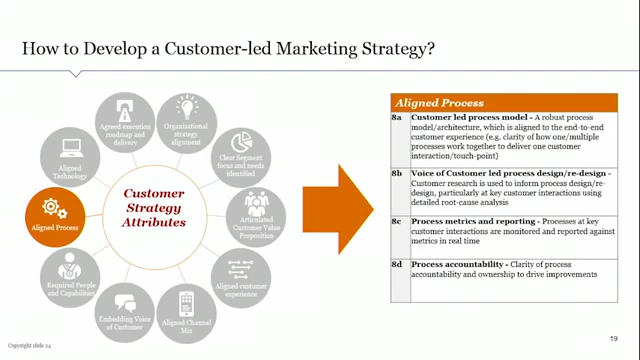 How to Develop a Customer-led Marketing Strategy?
Agreed execution
roadmap and
delivery
Organisational
strategy
alignment
Clear Segment
focus and needs
identified
Articulated
Customer Value
Proposition
Aligned customer
experience
Aligned Channel
Mix
Embedding Voice
of Customer
Required People
and Capabilities
Aligned Process
Aligned
Technology
Customer
Strategy
Attributes
Aligned Process
8a Customer led process model - A robust process
model/architecture, which is aligned to the end-to-end
customer experience (e.g. clarity of how one/multiple
processes work together to deliver one customer
interaction/touch-point)
8b Voice of Customer led process design/re-design -
Customer research is used to inform process design/re-
design, particularly at key customer interactions using
detailed root-cause analysis
8c Process metrics and reporting - Processes at key
customer interactions are monitored and reported against
metrics in real time
8d Process accountability - Clarity of process
accountability and ownership to drive improvements
Copyright slide 24
19